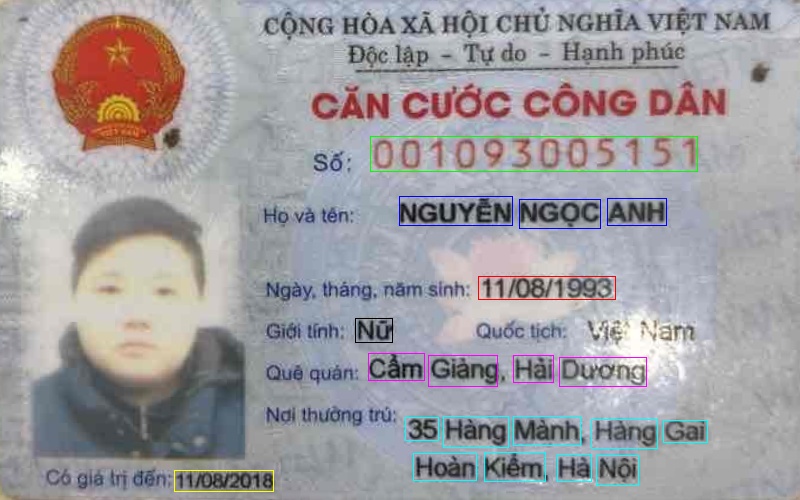 CỘNG HÒA XÃ HỘI CHỦ NGHĨA VIỆT NAM
Độc lập - Tự do - Hạnh phúc
CĂN CƯỚC CÔNG DÂN
Số: 001093005151
Họ và tên: NGUYỄN NGỌC ANH
Ngày, tháng, năm sinh: 11/08/1993
Giới tính: Nữ Quốc tịch: Việt Nam
Quê quán: Cẩm Giàng, Hải Dương
Nơi thường trú: 35 Hàng Mành, Hàng Gai
Hoàn Kiếm, Hà Nội
Có giá trị đến: 11/08/2018